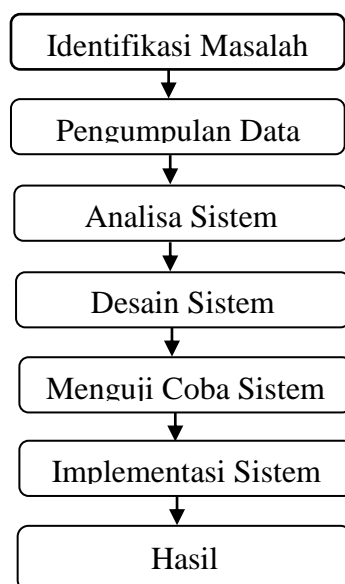 Identifikasi Masalah
Pengumpulan Data
Analisa Sistem
Desain Sistem
Menguji Coba Sistem
Implementasi Sistem
Hasil